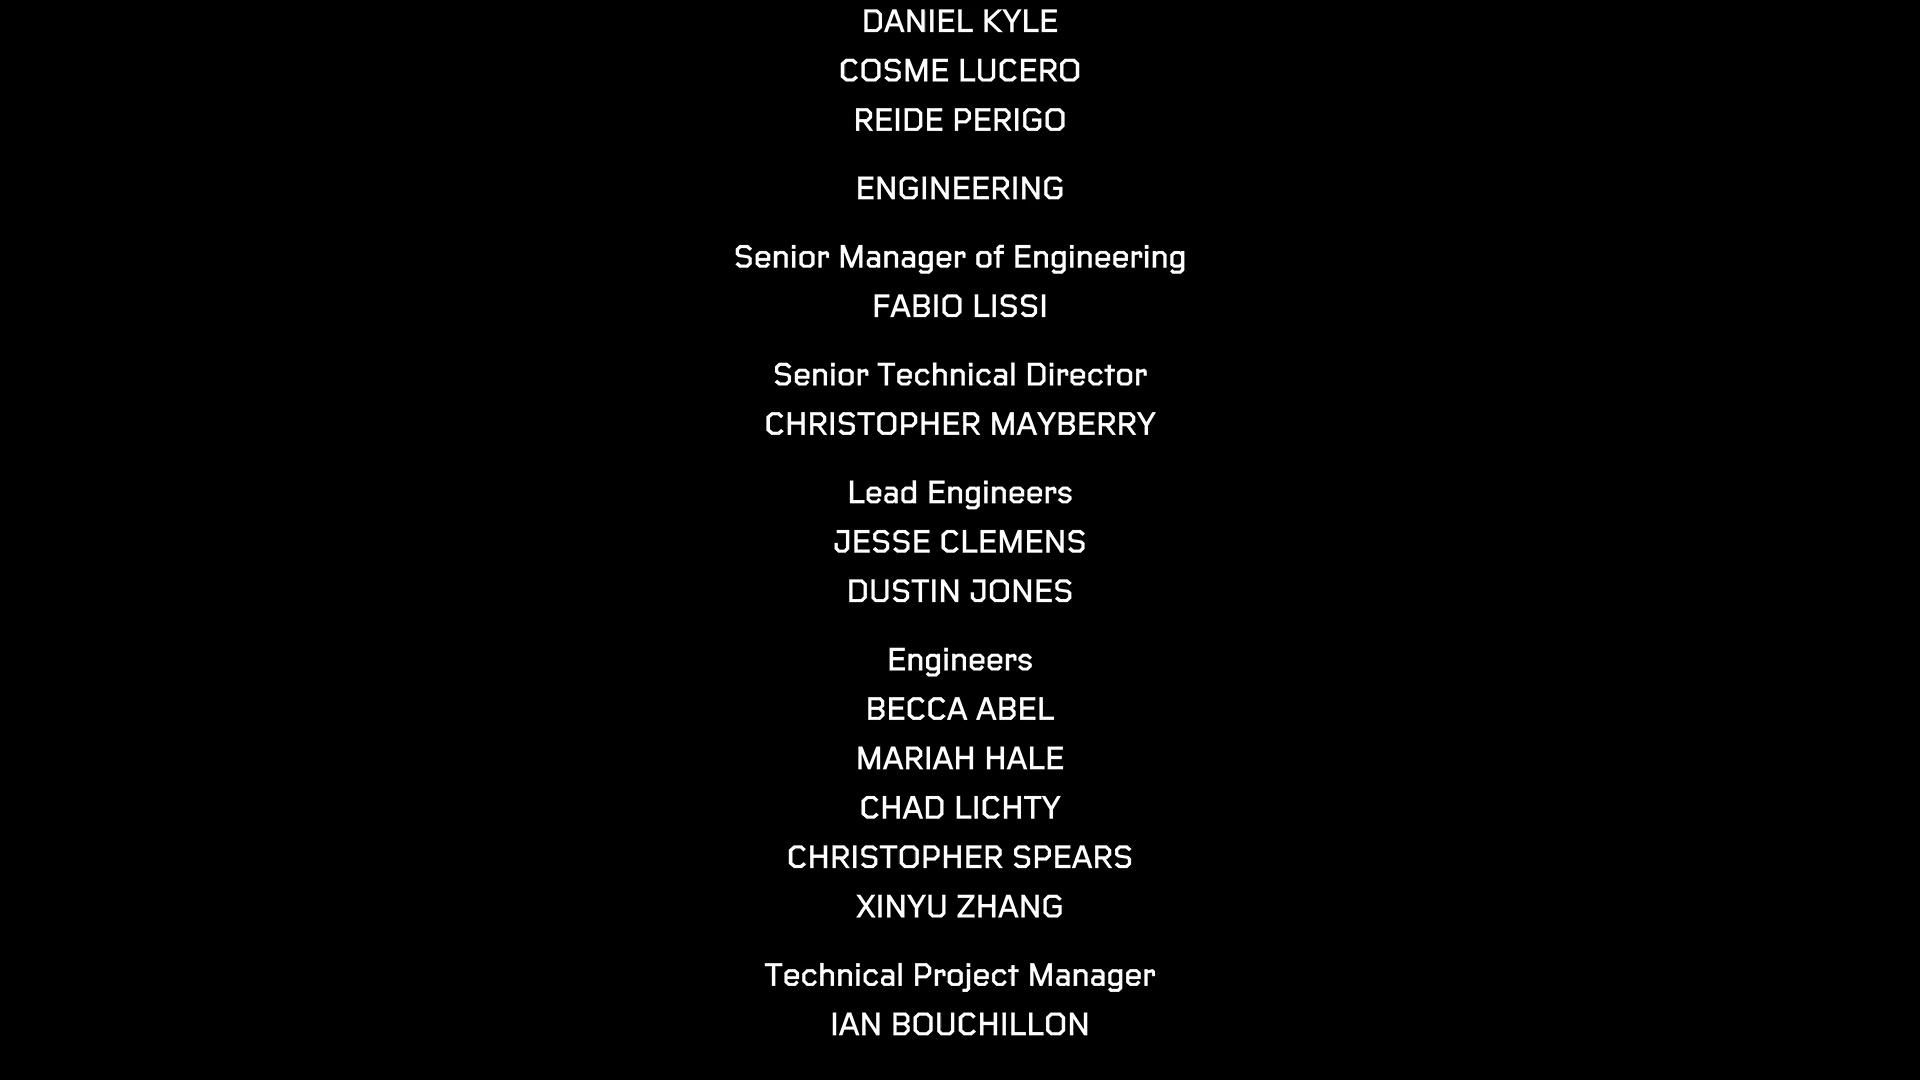 DANIEL KYLE
COSME LUCERO
REIDE PERIGO
ENGINEERING
Senior Manager of Engineering
FABIO LISSI
Senior Technical Director
CHRISTOPHER MAYBERRY
Lead Engineers
JESSE CLEMENS
DUSTIN JONES
Engineers
BECCA ABEL
MARIAH HALE
CHAD LICHTY
CHRISTOPHER SPEARS
XINYU ZHANG
Technical Project Manager
IAN BOUCHILLON